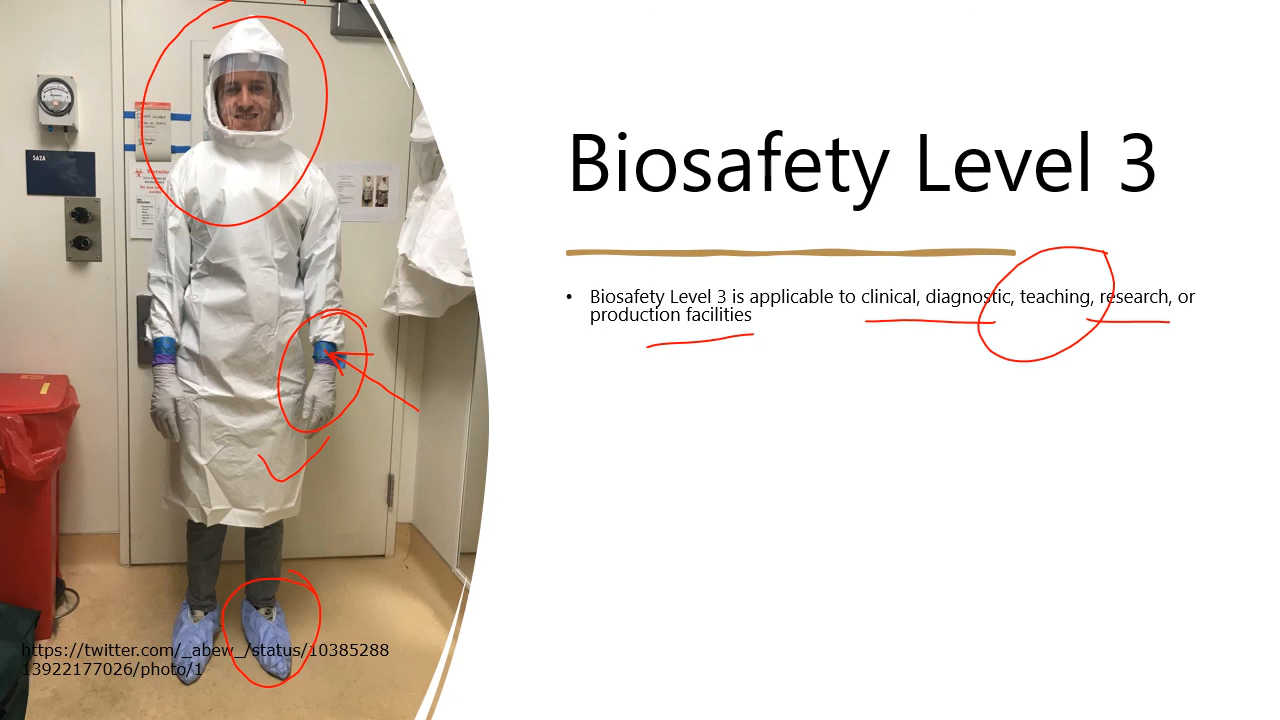 Biosafety Level 3
• Biosafety Level 3 is applicable to clinical, diagnostic, teaching, research, or
production facilities
562A
Warning
https://twitter.com/_abew_/status/10385288
13922177026/photo/1